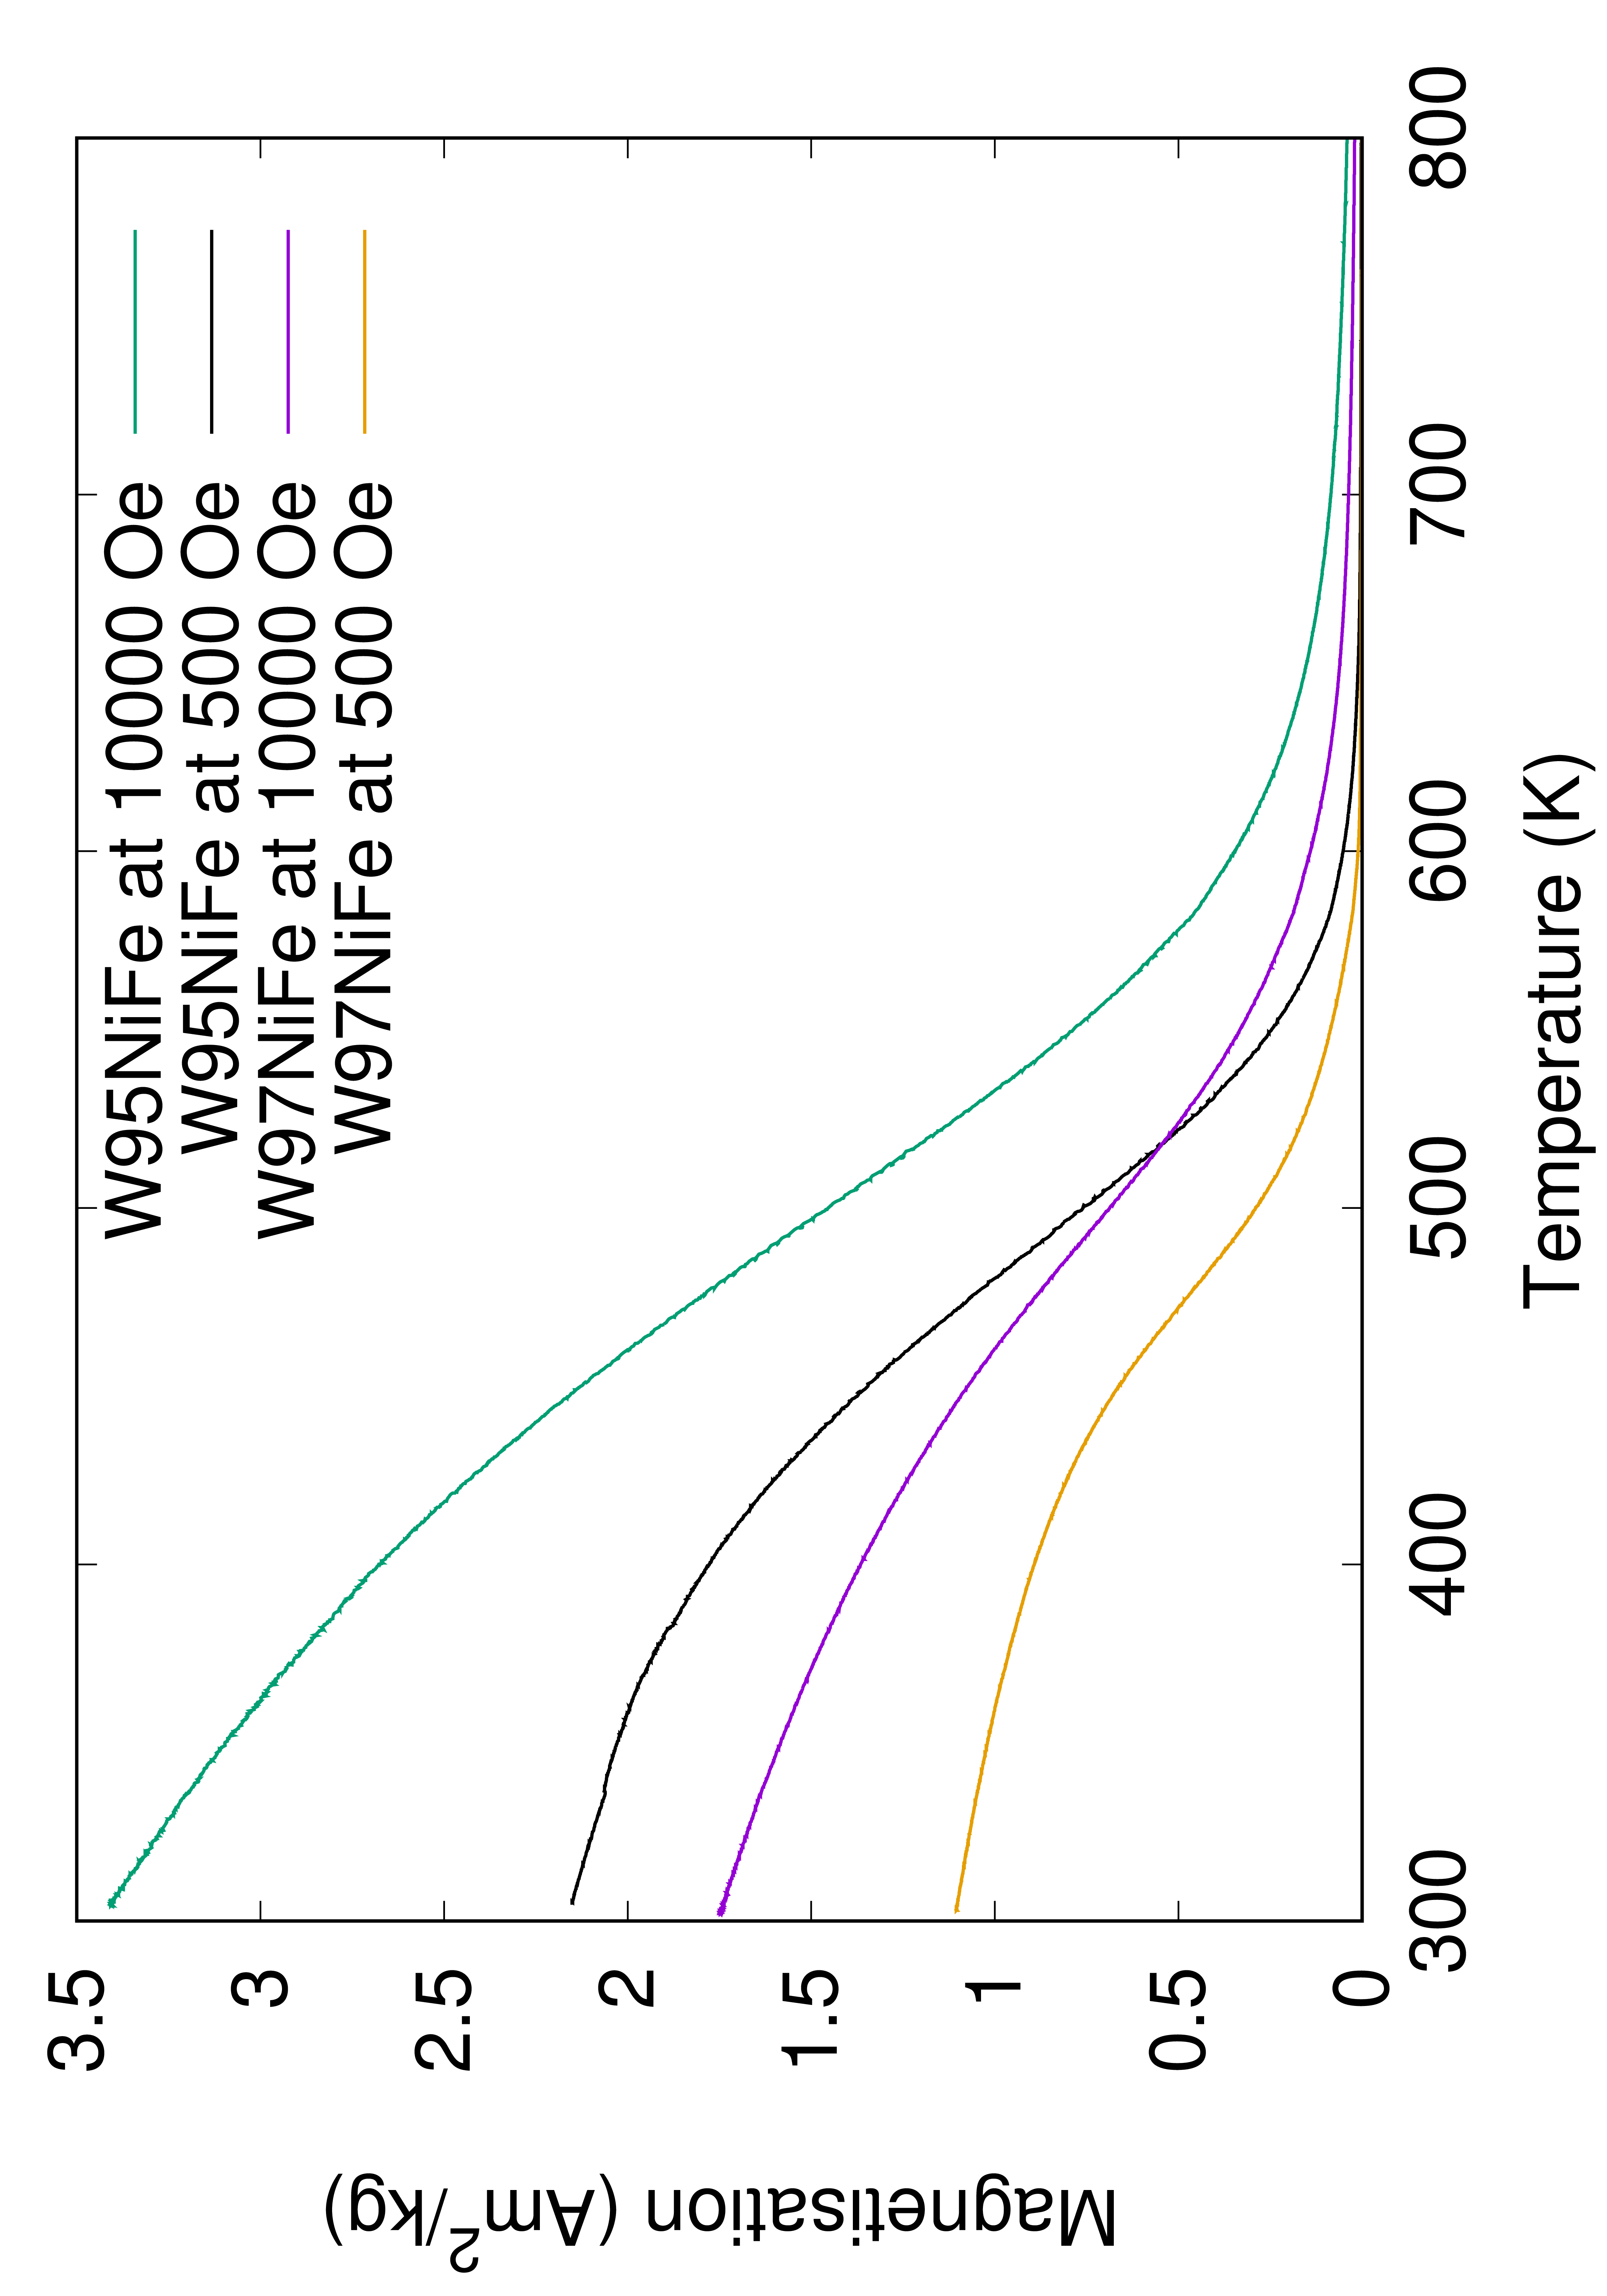 W95NiFe at 10000 Oe
W95NiFe at 500 Oe
W97NiFe at 10000 Oe
W97NiFe at 500 Oe
3.5
3
2.5
2
1.5
1
0.5
0
300
400
500
600
700
800
Magnetisation (Am²/kg)
Temperature (K)